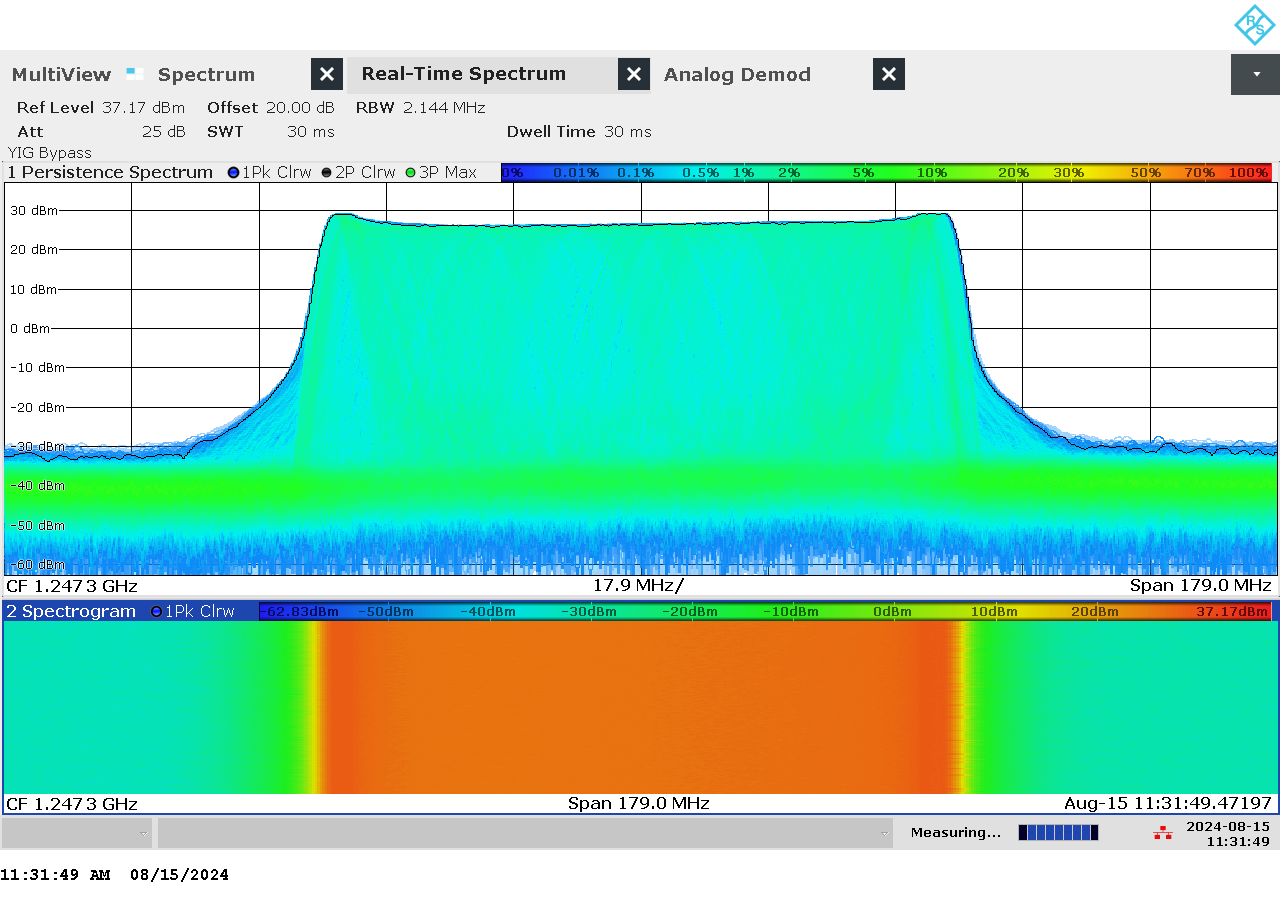 R S
MultiView Spectrum Real-Time Spectrum Analog Demod
Ref Level 37.17 dBm Offset 20.00 dB RBW 2.144 MHz
Att 25 dB SWT 30 ms Dwell Time 30 ms
YIG Bypass
1 Persistence Spectrum 1Pk Clrw 2P Clrw 3P Max 0% 0.01% 0.1% 0.5% 1% 2% 5% 10% 20% 30% 50% 70% 100%
30 dBm
20 dBm
10 dBm
0 dBm
-10 dBm
-20 dBm
-30 dBm
-40 dBm
-50 dBm
-60 dBm
CF 1.2473 GHz 17.9 MHz/ Span 179.0 MHz
2 Spectrogram 1Pk Clrw -62.83dBm -50dBm -40dBm -30dBm -20dBm -10dBm 0dBm 10dBm 20dBm 37.17dBm
CF 1.2473 GHz Span 179.0 MHz Aug-15 11:31:49.47197
Measuring... 2024-08-15
11:31:49
11:31:49 AM 08/15/2024